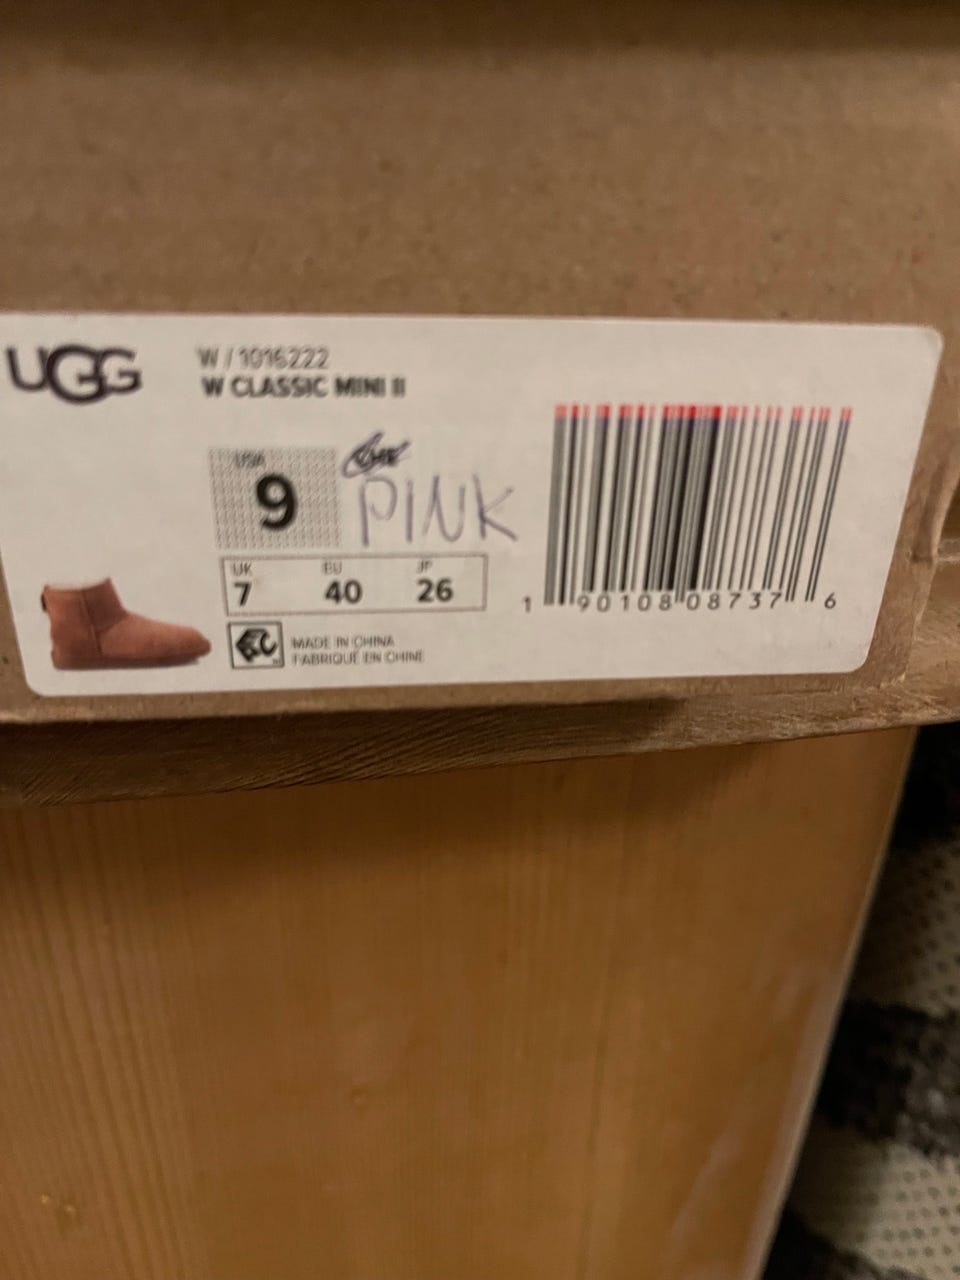 UGG
W / 1016222
W CLASSIC MINI II
USA
9
CHE
PINK
UK EU JP
7 40 26
MADE IN CHINA
FABRIQUÉ EN CHINE
1 90108 08737 6